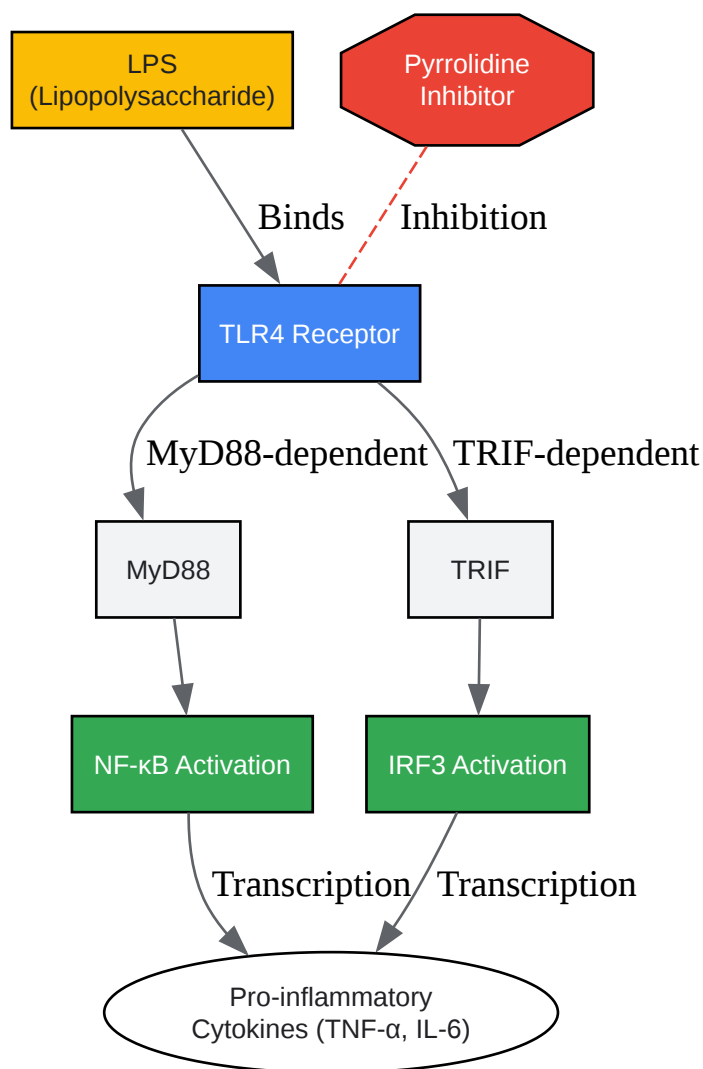 LPS
(Lipopolysaccharide)
Pyrrolidine
Inhibitor
Binds
Inhibition
TLR4 Receptor
MyD88-dependent
TRIF-dependent
MyD88
TRIF
NF-κB Activation
IRF3 Activation
Transcription
Transcription
Pro-inflammatory
Cytokines (TNF-α, IL-6)